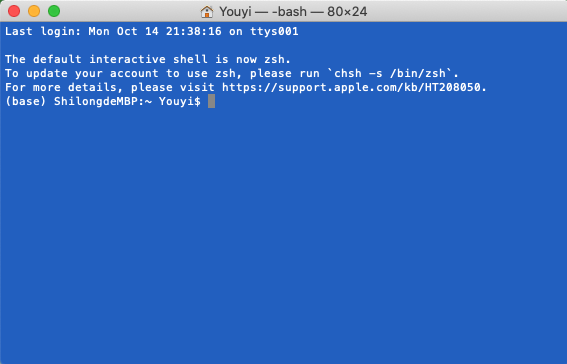 Youyi — -bash — 80×24
Last login: Mon Oct 14 21:38:16 on ttys001
The default interactive shell is now zsh.
To update your account to use zsh, please run `chsh -s /bin/zsh`.
For more details, please visit https://support.apple.com/kb/HT208050.
(base) ShilongdeMBP:~ Youyi$